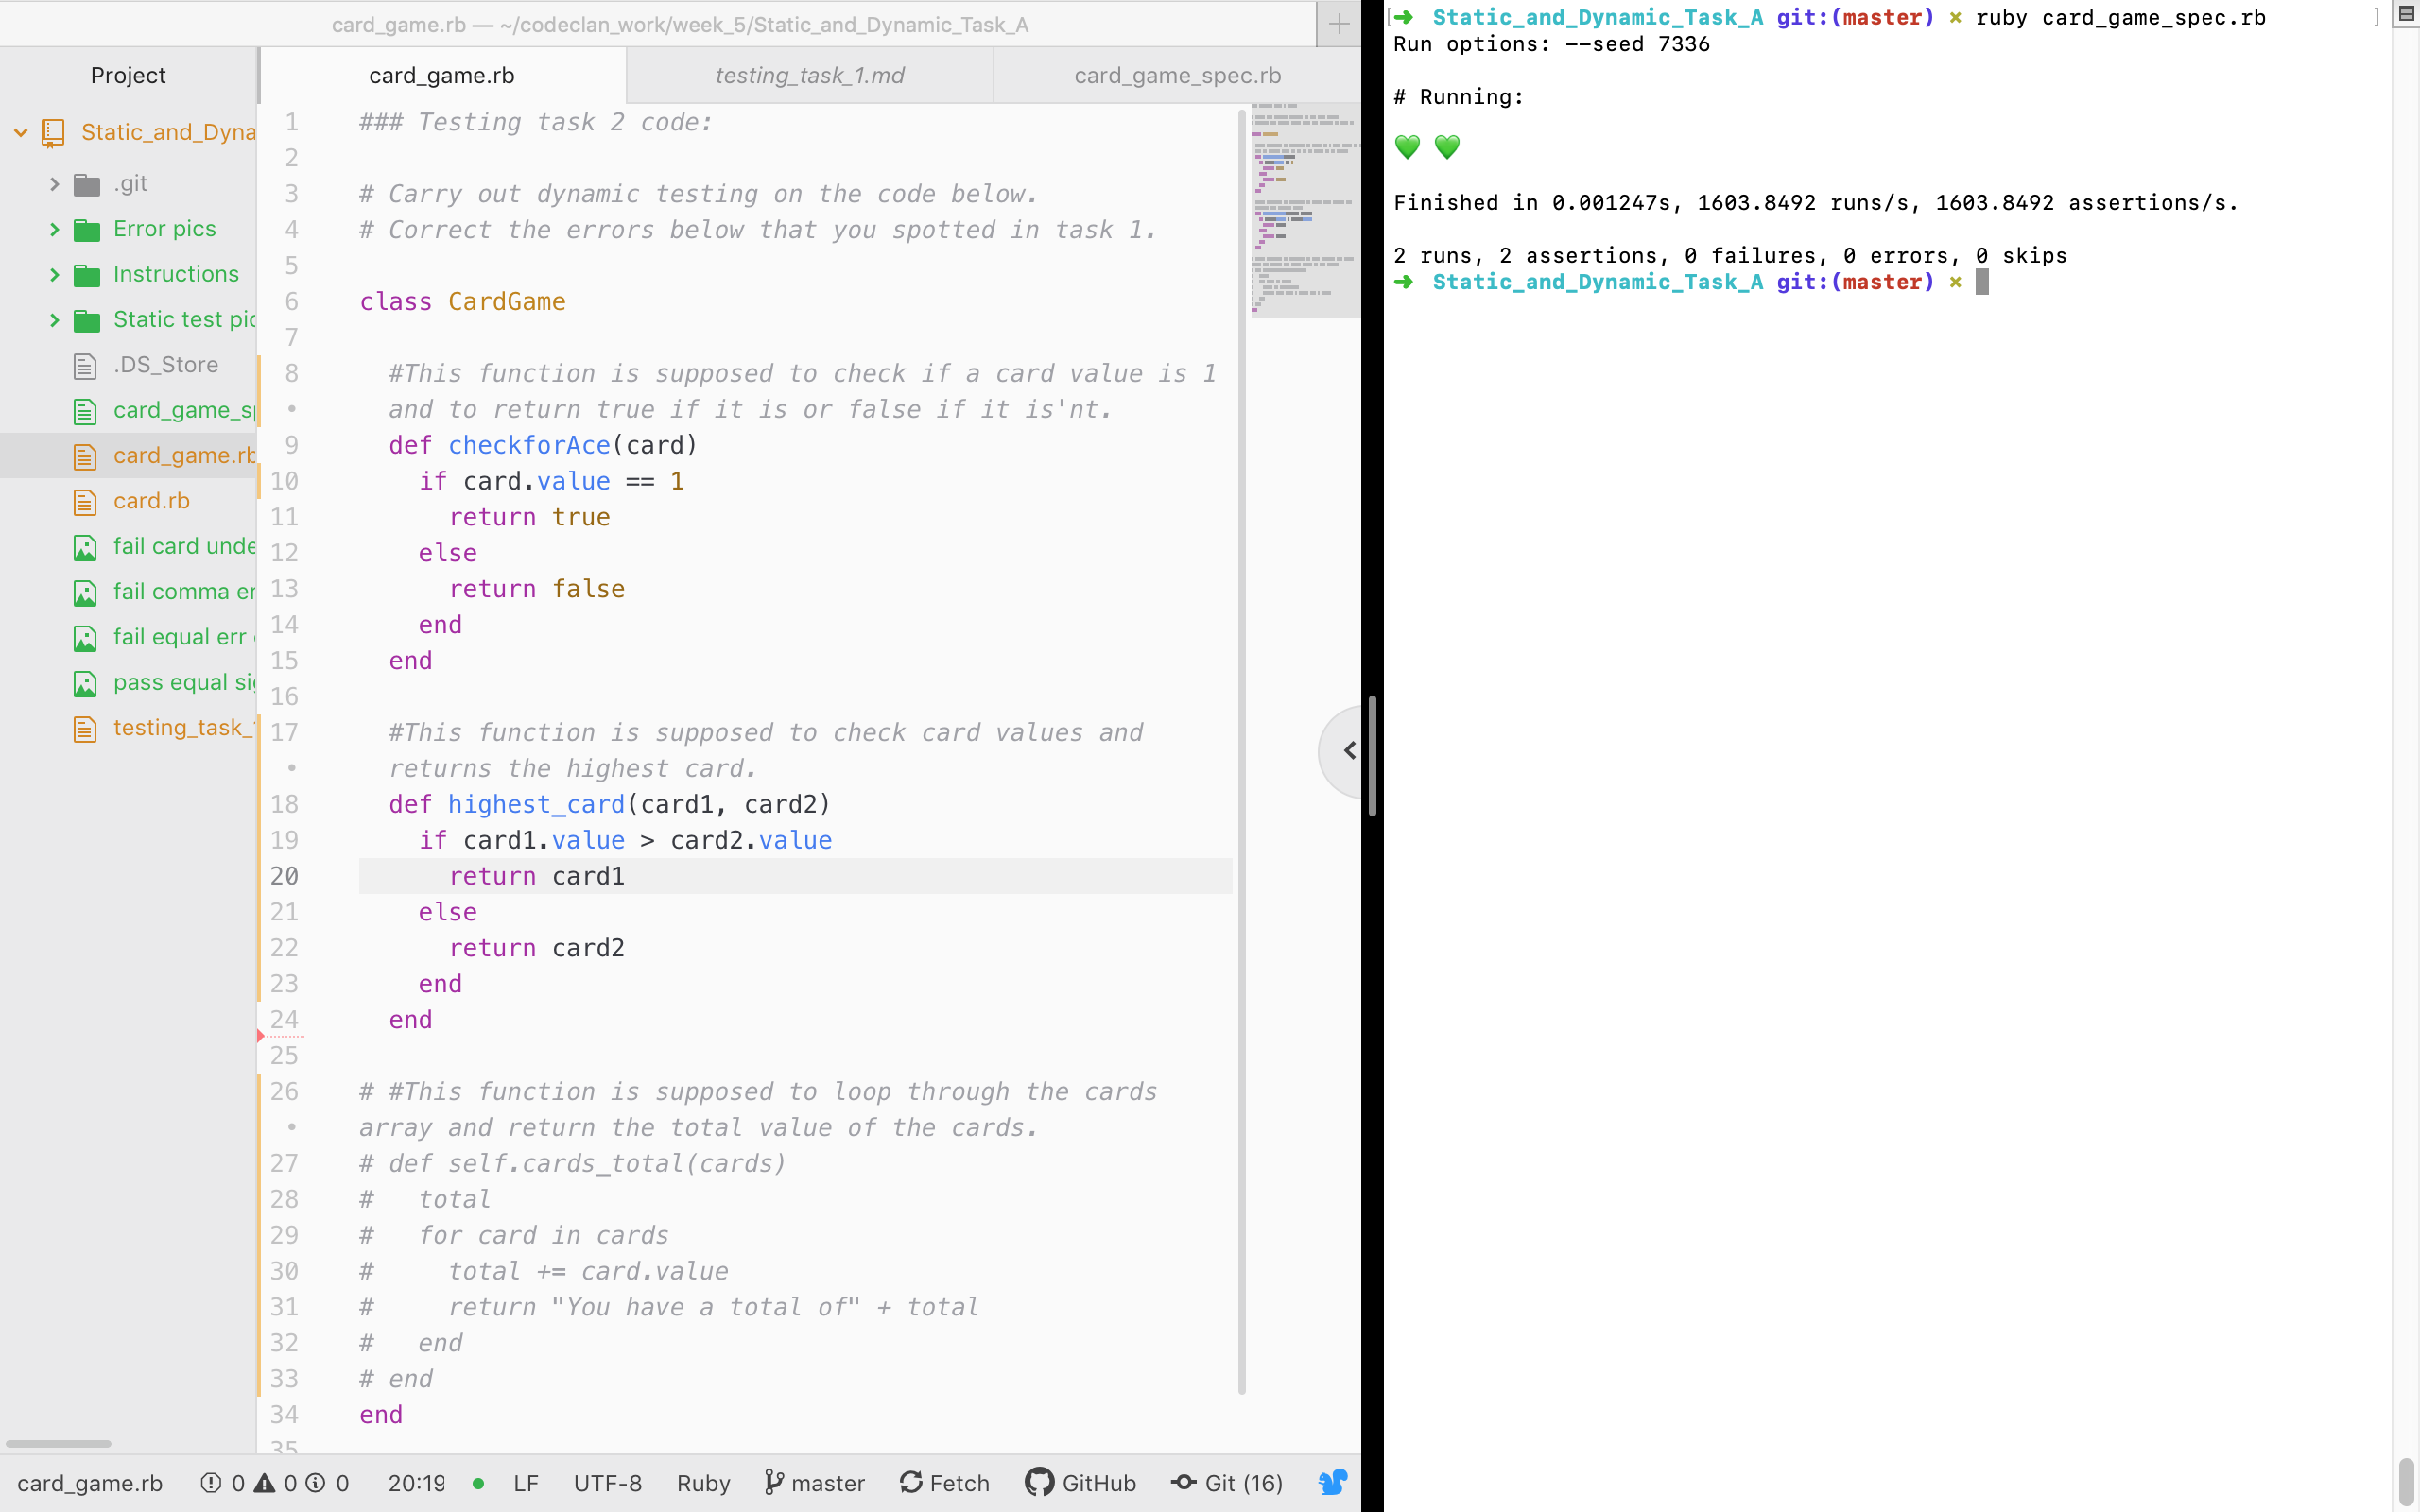 card_game.rb — ~/codeclan_work/week_5/Static_and_Dynamic_Task_A
Project
card_game.rb
testing_task_1.md
card_game_spec.rb
Static_and_Dyna
.git
Error pics
Instructions
Static test pic
.DS_Store
card_game_sp
card_game.rb
card.rb
fail card unde
fail comma er
fail equal err
pass equal sig
testing_task_
1 ### Testing task 2 code:
2
3 # Carry out dynamic testing on the code below.
4 # Correct the errors below that you spotted in task 1.
5
6 class CardGame
7
8 #This function is supposed to check if a card value is 1
• and to return true if it is or false if it is'nt.
9 def checkforAce(card)
10 if card.value == 1
11 return true
12 else
13 return false
14 end
15 end
16
17 #This function is supposed to check card values and
• returns the highest card.
18 def highest_card(card1, card2)
19 if card1.value > card2.value
20 return card1
21 else
22 return card2
23 end
24 end
25
26 # #This function is supposed to loop through the cards
• array and return the total value of the cards.
27 # def self.cards_total(cards)
28 # total
29 # for card in cards
30 # total += card.value
31 # return "You have a total of" + total
32 # end
33 # end
34 end
35
card_game.rb 0 0 0 20:19 LF UTF-8 Ruby master Fetch GitHub Git (16)
[➜ Static_and_Dynamic_Task_A git:(master) × ruby card_game_spec.rb ]
Run options: --seed 7336
# Running:
💚 💚
Finished in 0.001247s, 1603.8492 runs/s, 1603.8492 assertions/s.
2 runs, 2 assertions, 0 failures, 0 errors, 0 skips
➜ Static_and_Dynamic_Task_A git:(master) ×